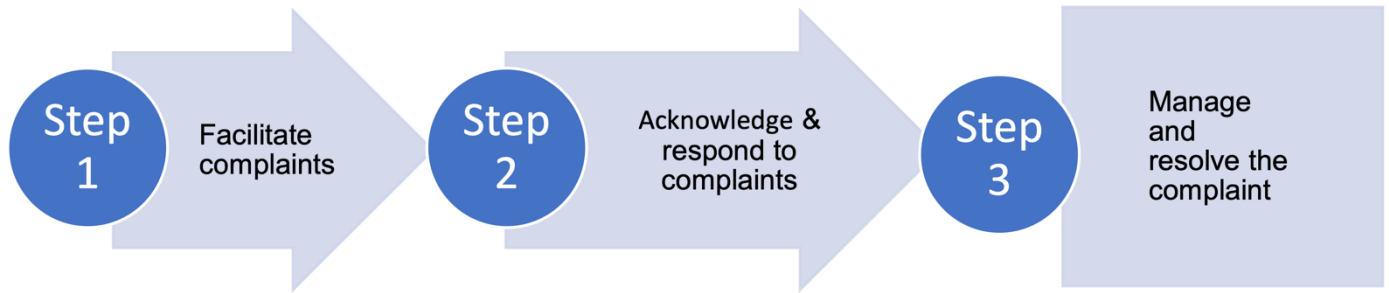 Step
1
Facilitate
complaints
Step
2
Acknowledge &
respond to
complaints
Step
3
Manage
and
resolve the
complaint